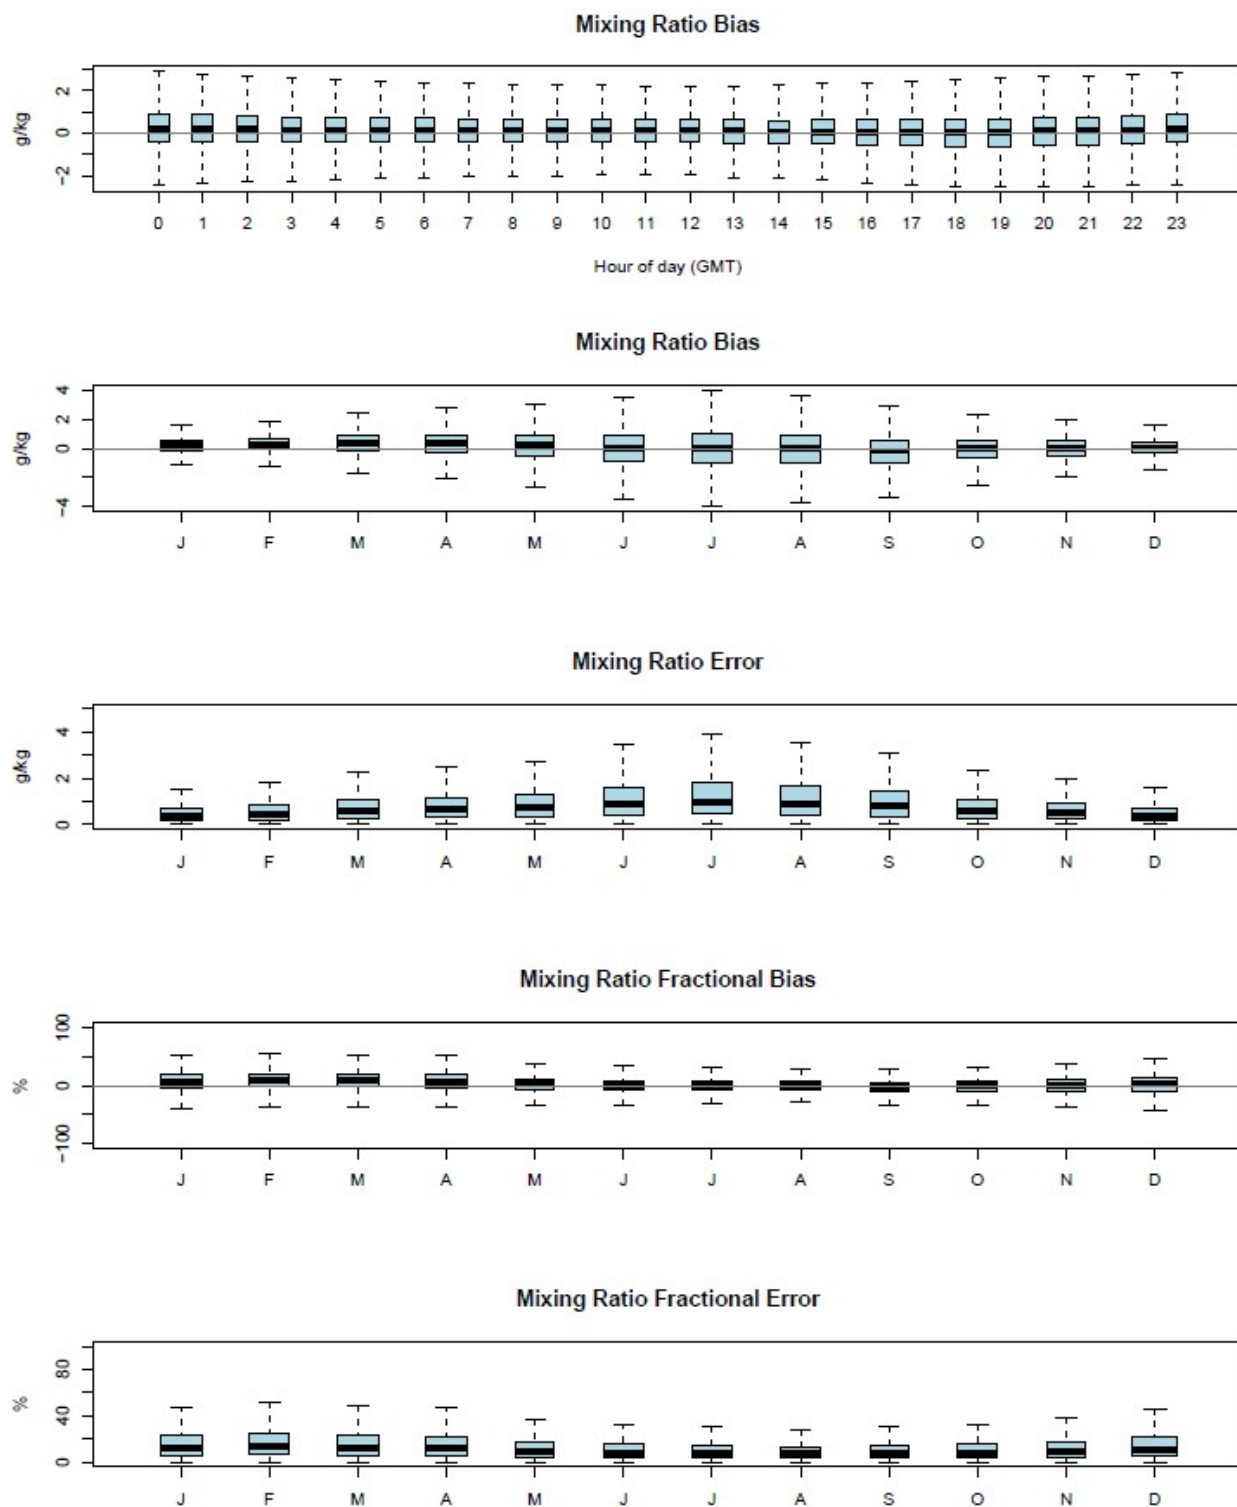 Mixing Ratio Bias
g/kg
2
0
−2
0 1 2 3 4 5 6 7 8 9 10 11 12 13 14 15 16 17 18 19 20 21 22 23
Hour of day (GMT)
Mixing Ratio Bias
g/kg
4
2
0
−4
J F M A M J J A S O N D
Mixing Ratio Error
g/kg
4
2
0
J F M A M J J A S O N D
Mixing Ratio Fractional Bias
%
100
0
−100
J F M A M J J A S O N D
Mixing Ratio Fractional Error
%
80
40
0
J F M A M J J A S O N D